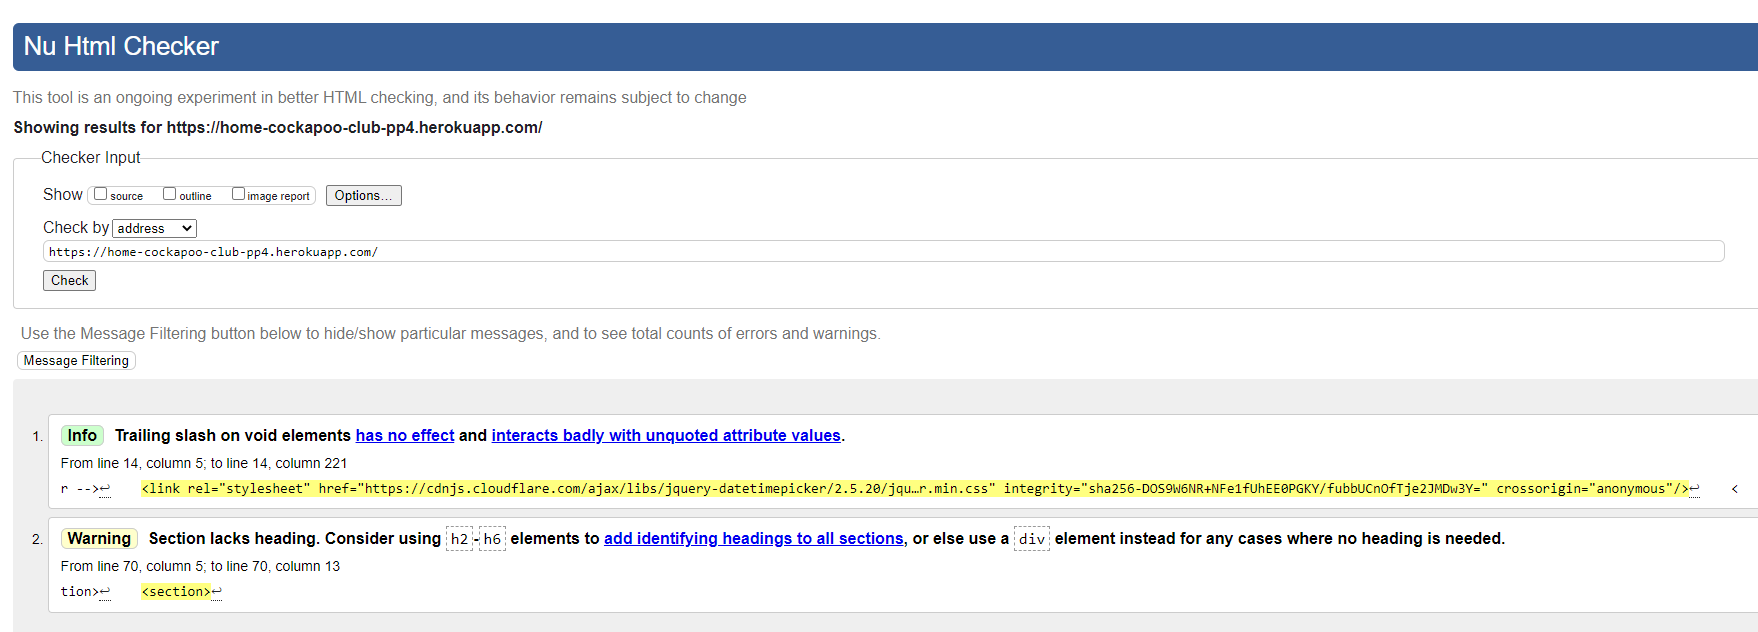 Nu Html Checker
This tool is an ongoing experiment in better HTML checking, and its behavior remains subject to change
Showing results for https://home-cockapoo-club-pp4.herokuapp.com/
Checker Input
Show source outline image report Options...
Check by address
https://home-cockapoo-club-pp4.herokuapp.com/
Check
Use the Message Filtering button below to hide/show particular messages, and to see total counts of errors and warnings.
Message Filtering
1. Info Trailing slash on void elements has no effect and interacts badly with unquoted attribute values.
From line 14, column 5; to line 14, column 221
r -->↩ <link rel="stylesheet" href="https://cdnjs.cloudflare.com/ajax/libs/jquery-datetimepicker/2.5.20/jqu…r.min.css" integrity="sha256-DOS9W6NR+NFe1fUhEE0PGKY/fubbUCnOfTje2JMDw3Y=" crossorigin="anonymous"/>↩ <
2. Warning Section lacks heading. Consider using h2-h6 elements to add identifying headings to all sections, or else use a div element instead for any cases where no heading is needed.
From line 70, column 5; to line 70, column 13
tion>↩ <section>↩